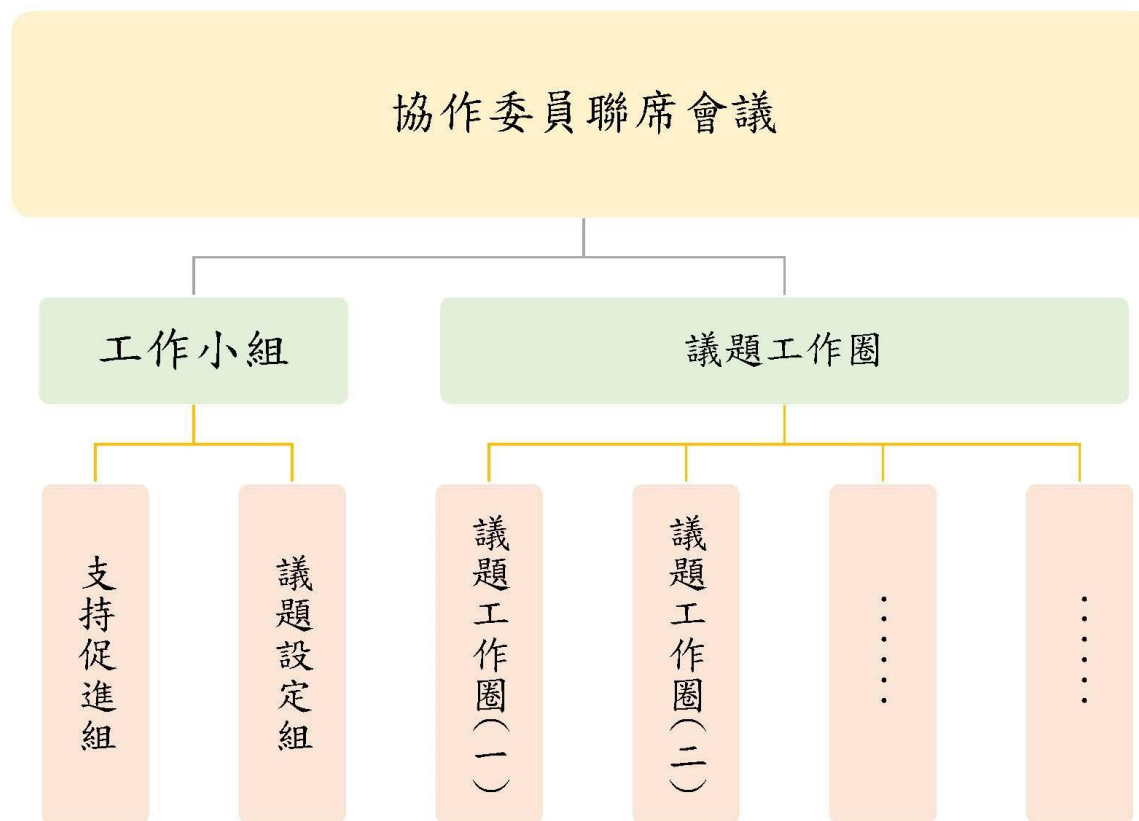 協作委員聯席會議
工作小組
議題工作圈
支持促進組
議題設定組
議題工作圈(一)
議題工作圈(二)
......
......